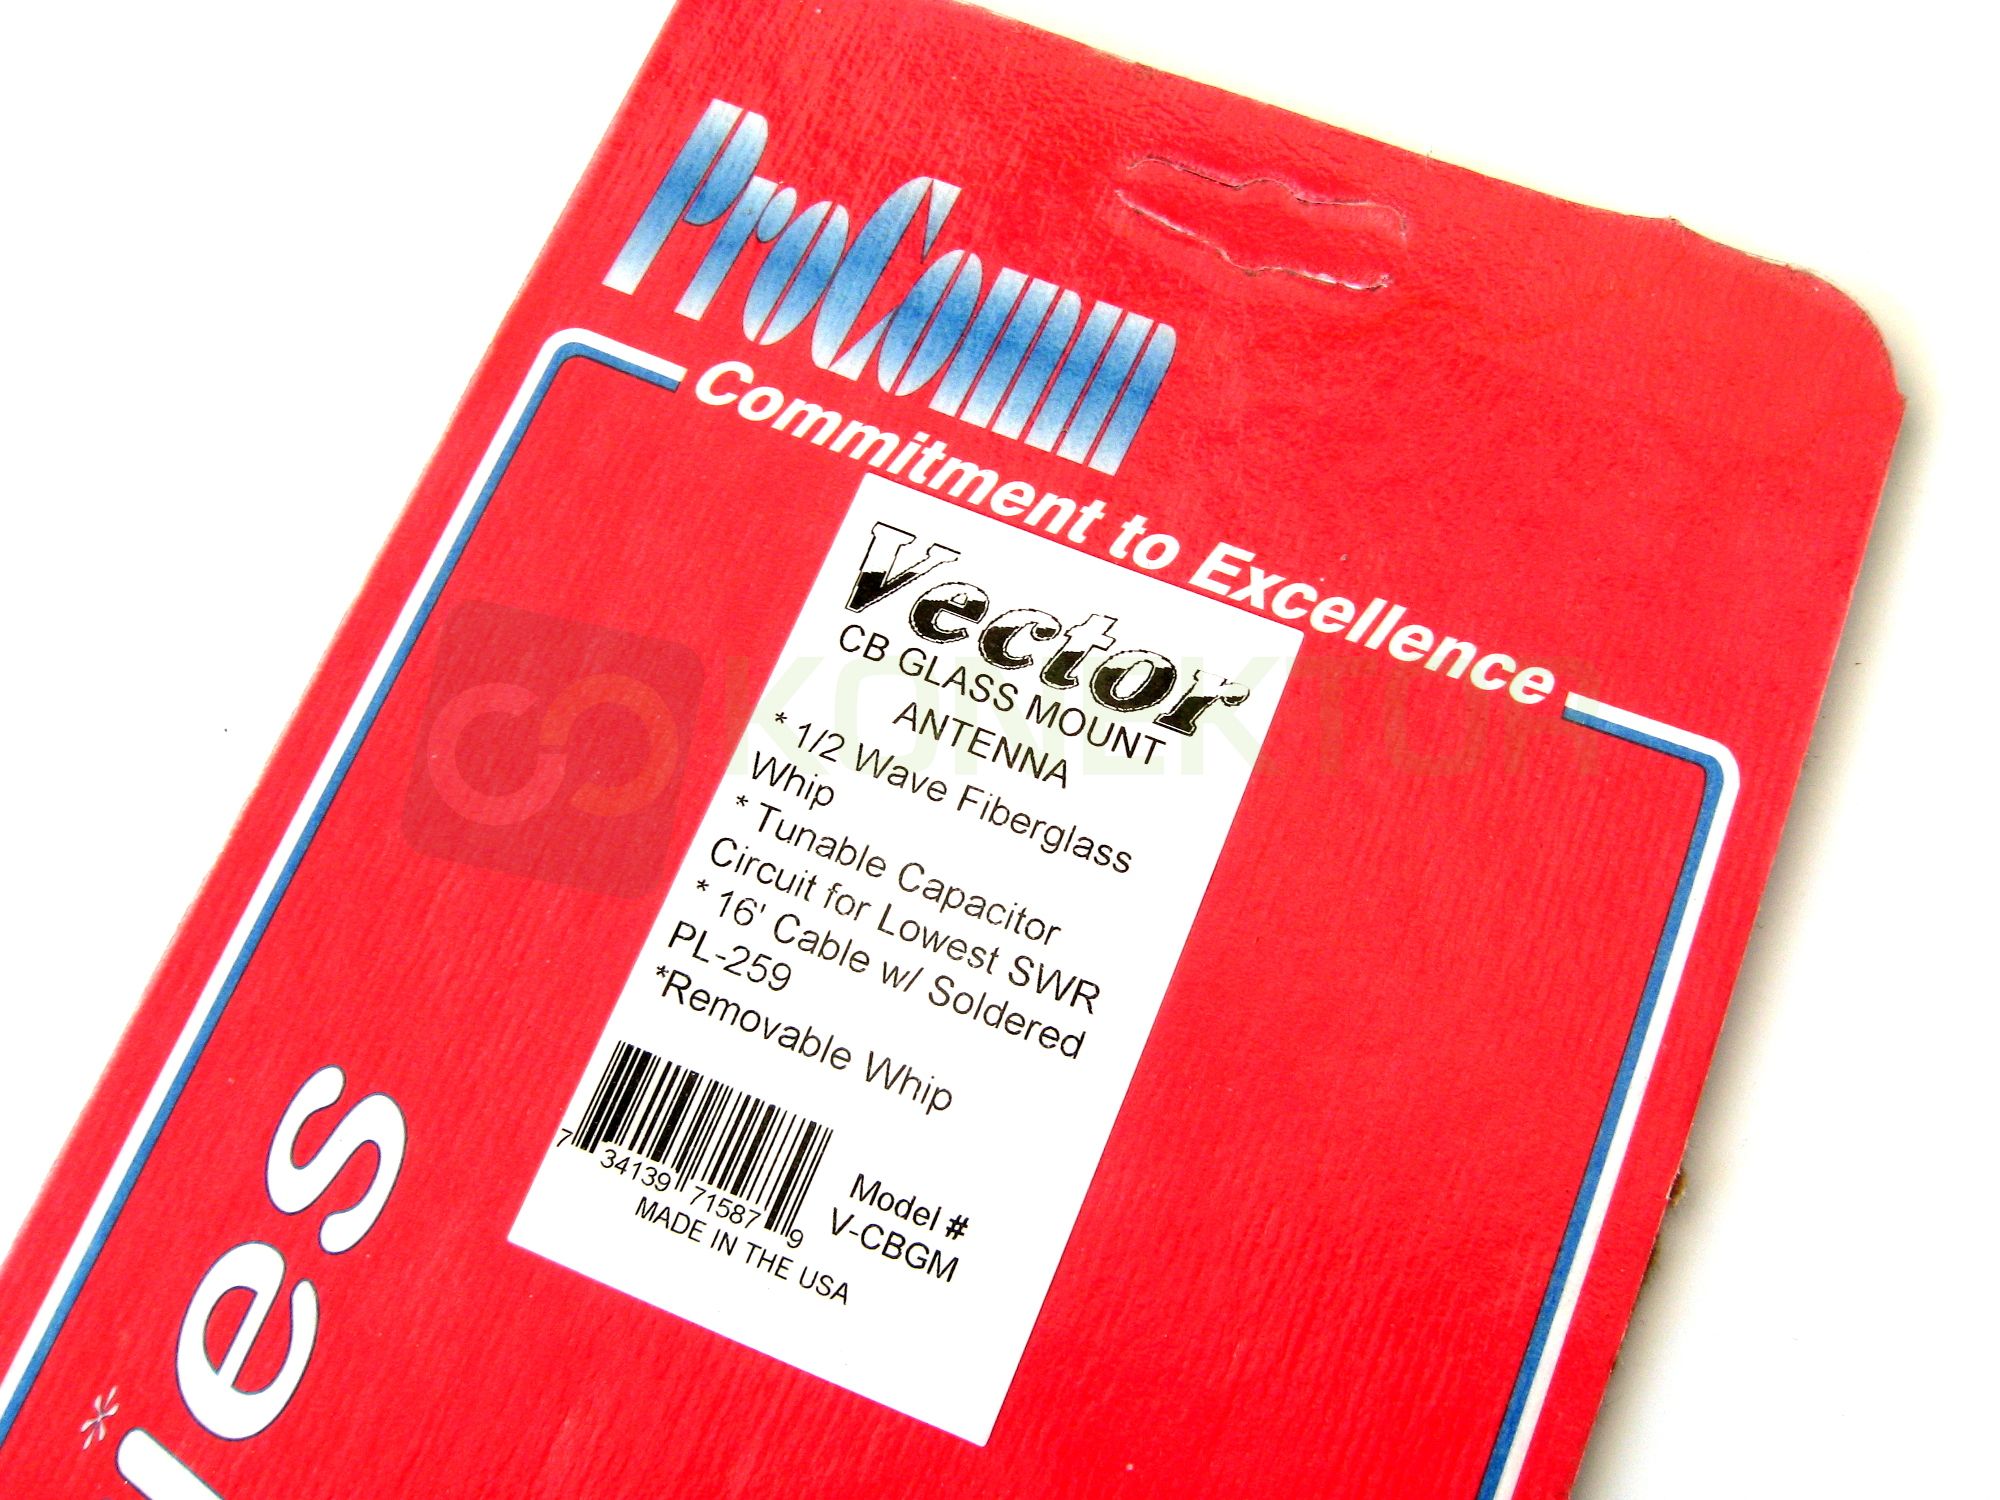 ProComm
Commitment to Excellence
Vector
CB GLASS MOUNT
ANTENNA
* 1/2 Wave Fiberglass
Whip
* Tunable Capacitor
Circuit for Lowest SWR
* 16' Cable w/ Soldered
PL-259
*Removable Whip
7 34139 71587 9
MADE IN THE USA
Model #
V-CBGM
les